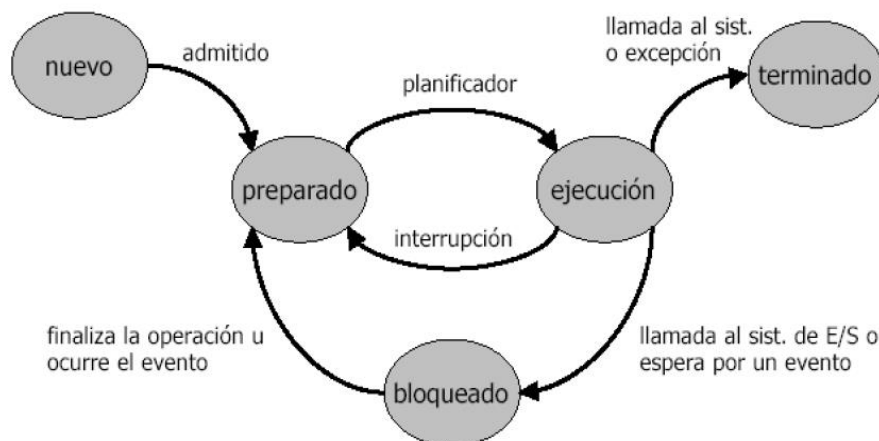 nuevo
admitido
llamada al sist.
o excepción
terminado
planificador
preparado
ejecución
interrupción
finaliza la operación u
ocurre el evento
bloqueado
llamada al sist. de E/S o
espera por un evento